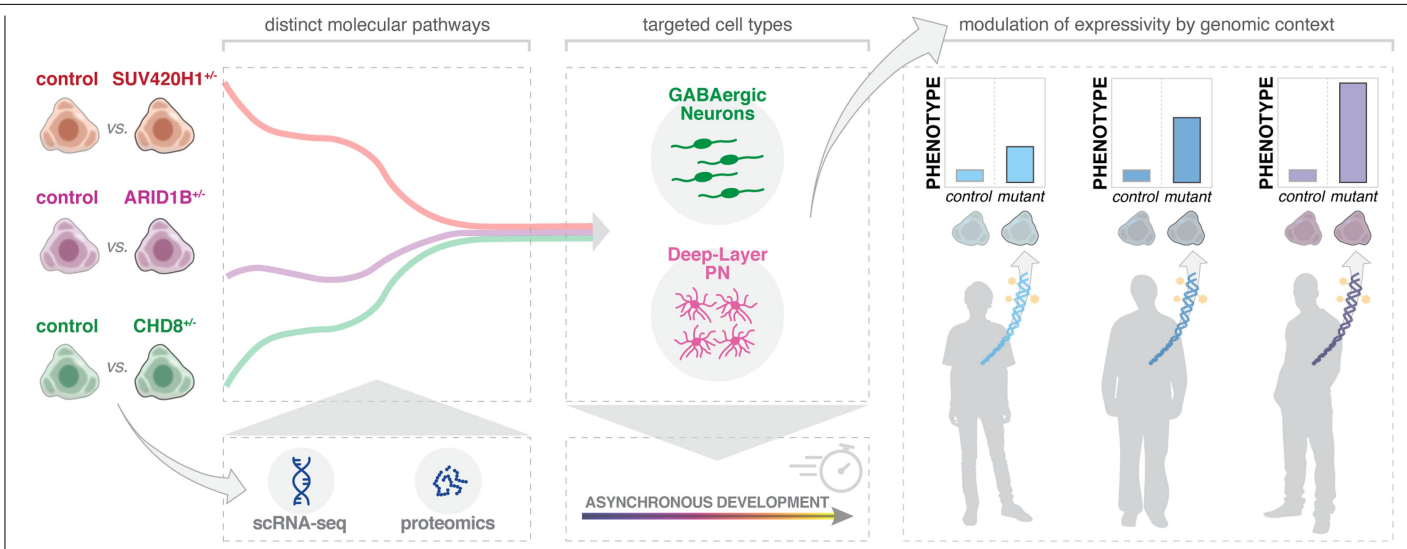 distinct molecular pathways
targeted cell types
modulation of expressivity by genomic context
control SUV420H1+/-
vs.
control ARID1B+/-
vs.
control CHD8+/-
vs.
scRNA-seq
proteomics
GABAergic
Neurons
Deep-Layer
PN
ASYNCHRONOUS DEVELOPMENT
PHENOTYPE
control mutant
PHENOTYPE
control mutant
PHENOTYPE
control mutant